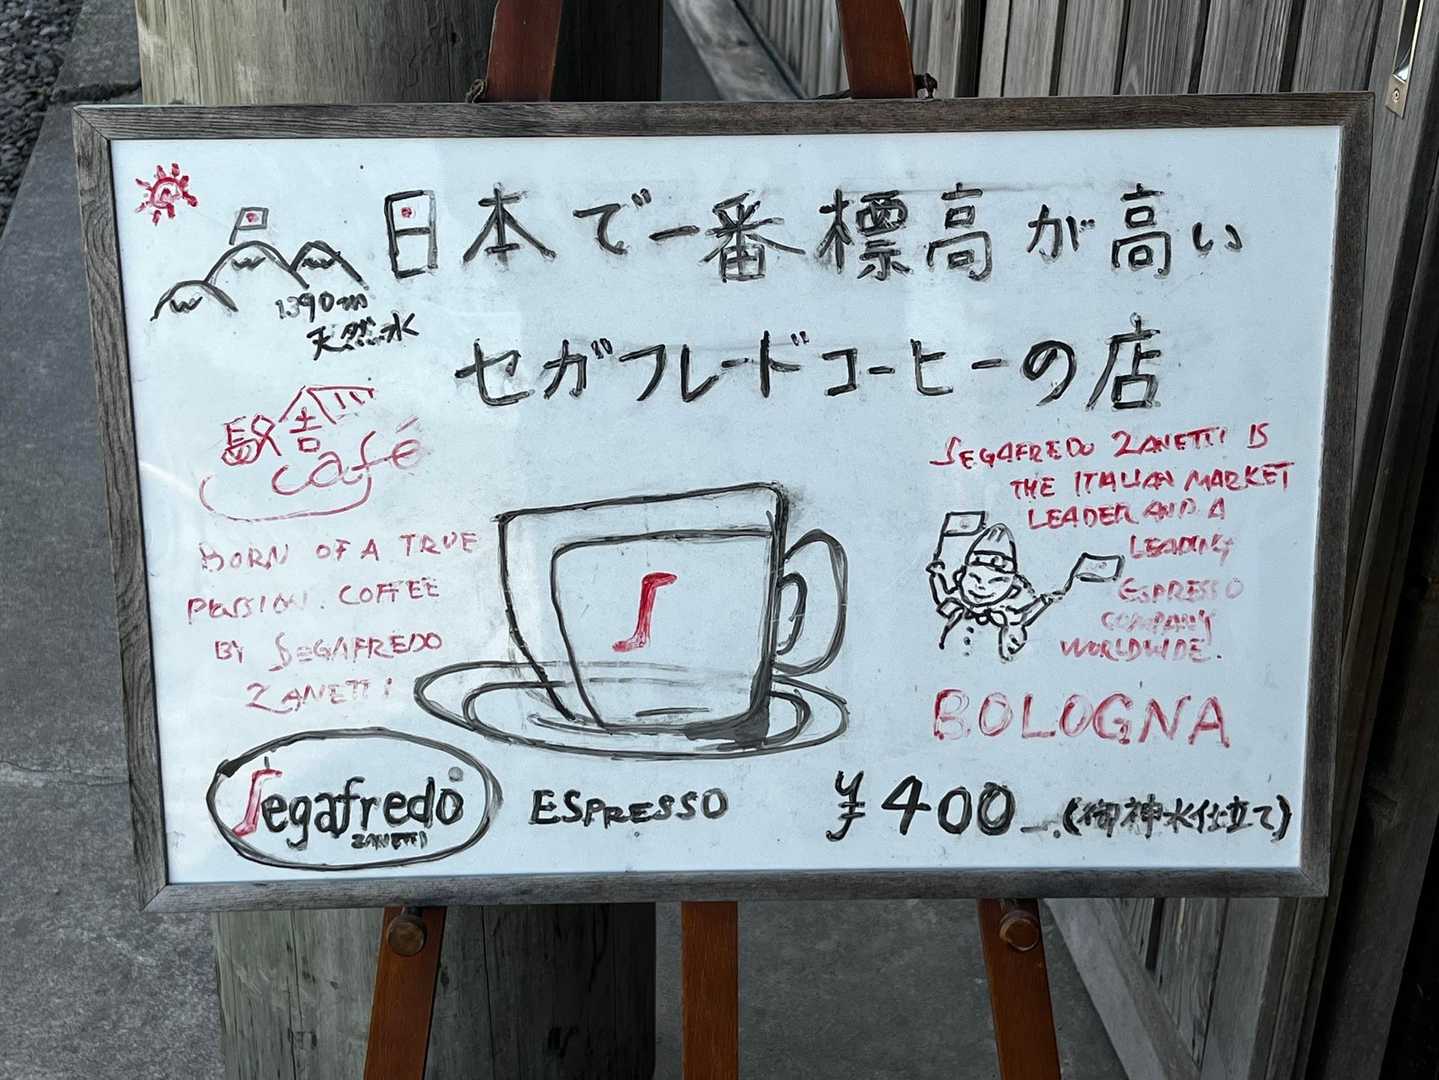 日本で一番標高が高い
1390m
天然水
セガフレードコーヒーの店
舎
café
BORN OF A TRUE
PASSION. COFFEE
BY SEGAFREDO
ZANETTI
SEGAFREDO ZANETTI IS
THE ITALIAN MARKET
LEADER AND A
LEADING
ESPRESSO
COMPANY
WORLDWIDE.
BOLOGNA
Segafredo
ZANETTI
ESPRESSO ¥400 (御神水仕立て)